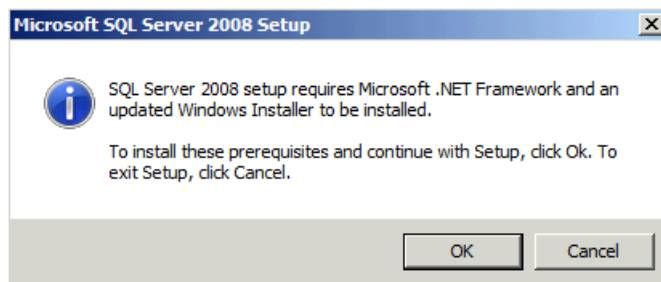 Microsoft SQL Server 2008 Setup
SQL Server 2008 setup requires Microsoft .NET Framework and an
updated Windows Installer to be installed.
To install these prerequisites and continue with Setup, click Ok. To
exit Setup, click Cancel.
OK
Cancel